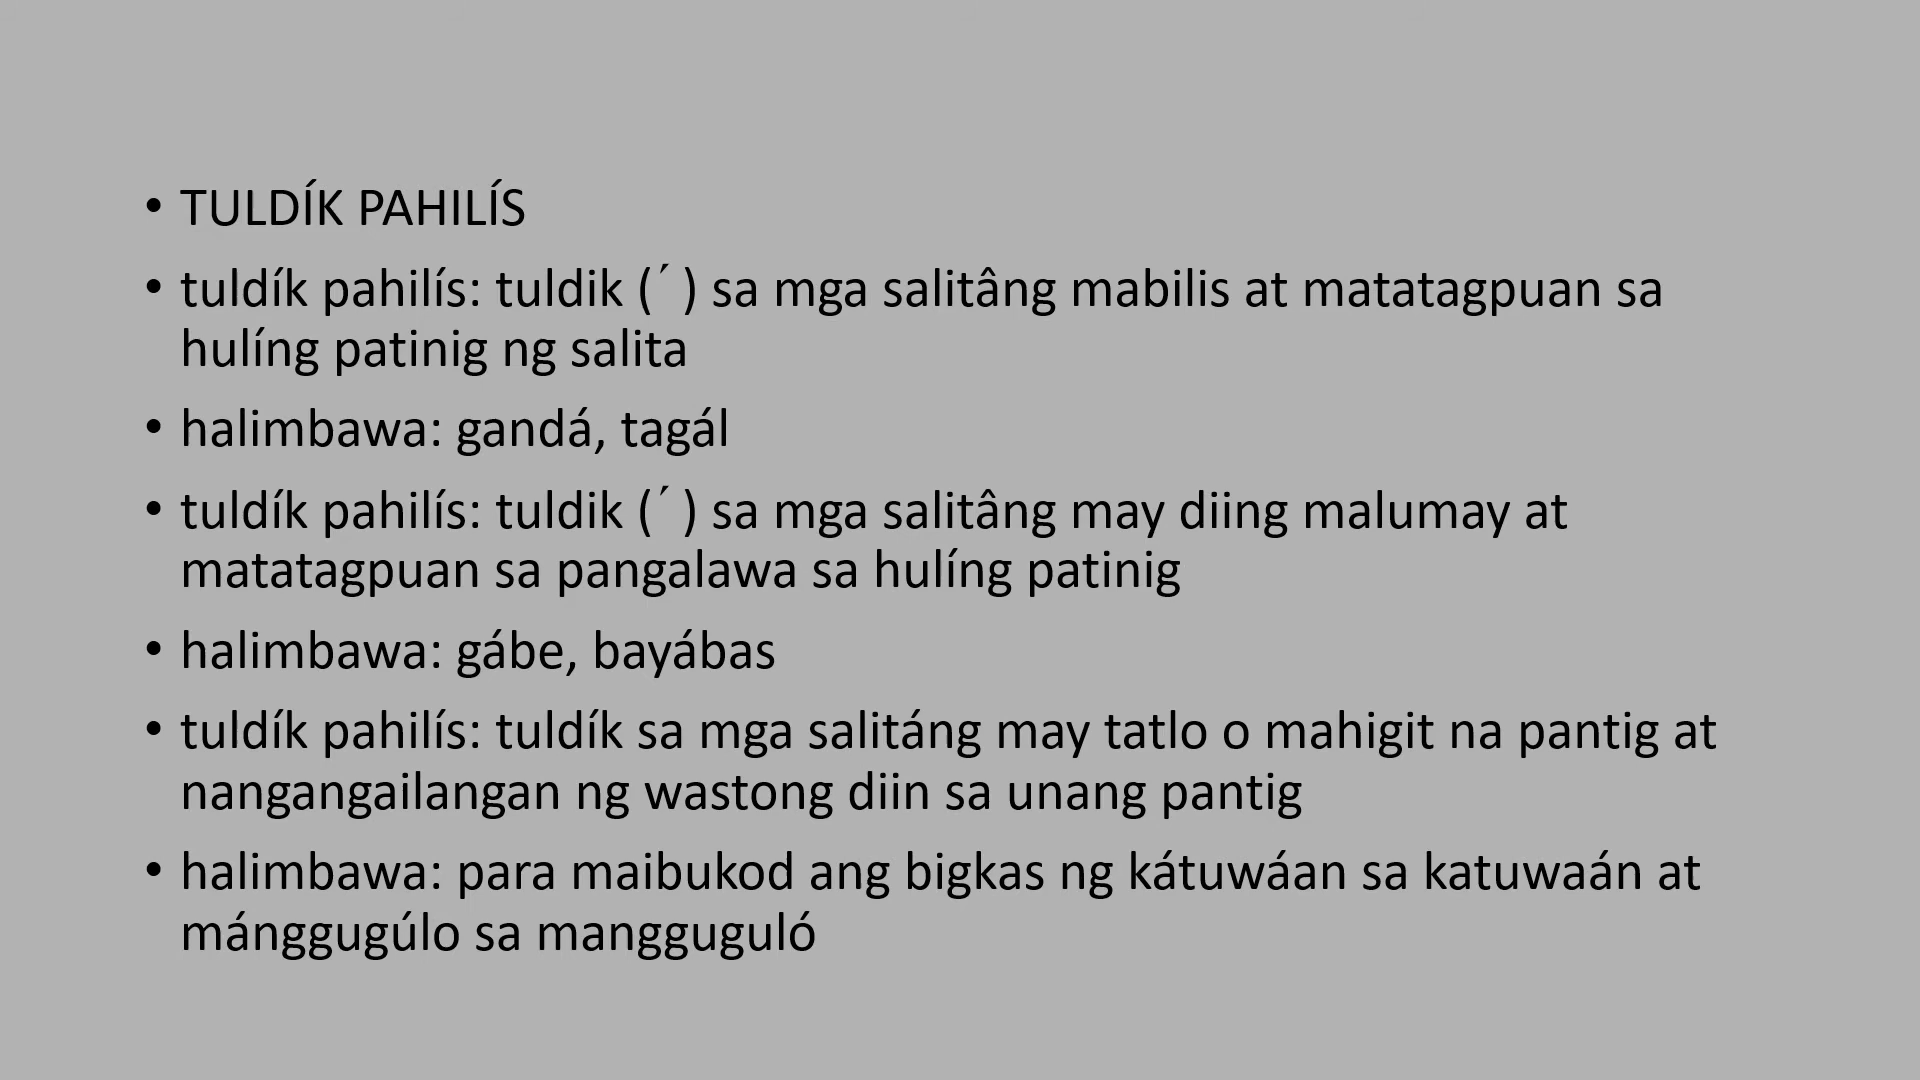 • TULDÍK PAHILÍS
• tuldík pahilís: tuldik (´ ) sa mga salitâng mabilis at matatagpuan sa
hulíng patinig ng salita
• halimbawa: gandá, tagál
• tuldík pahilís: tuldik (´ ) sa mga salitâng may diing malumay at
matatagpuan sa pangalawa sa hulíng patinig
• halimbawa: gábe, bayábas
• tuldík pahilís: tuldík sa mga salitáng may tatlo o mahigit na pantig at
nangangailangan ng wastong diin sa unang pantig
• halimbawa: para maibukod ang bigkas ng kátuwáan sa katuwaán at
mánggugúlo sa mangguguló